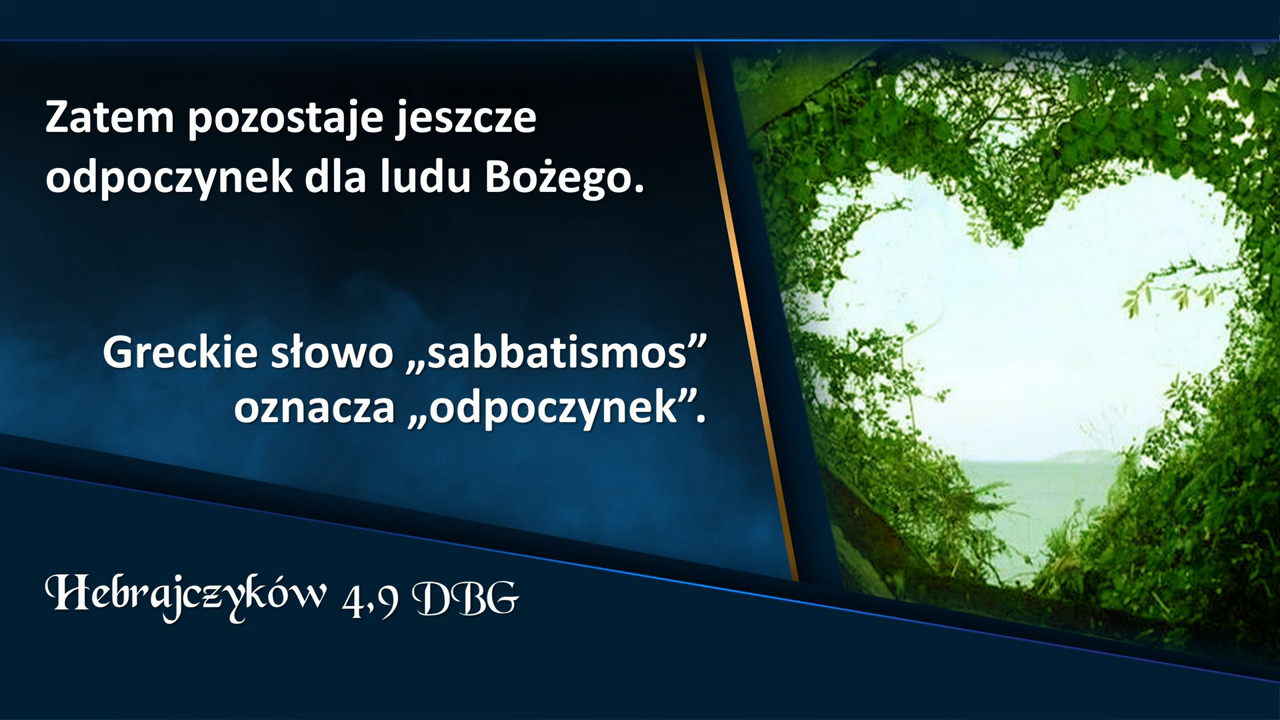 Zatem pozostaje jeszcze
odpoczynek dla ludu Bożego.
Greckie słowo „sabbatismos”
oznacza „odpoczynek”.
Hebrajczyków 4,9 DBG